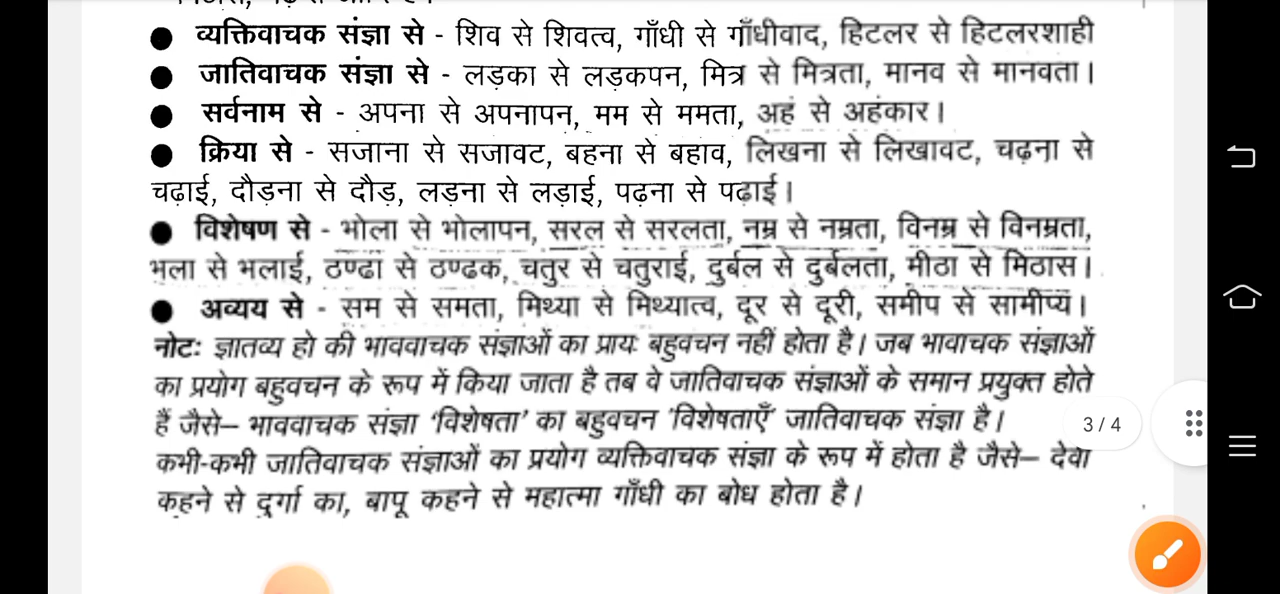 ● व्यक्तिवाचक संज्ञा से - शिव से शिवत्व, गाँधी से गाँधीवाद, हिटलर से हिटलरशाही
● जातिवाचक संज्ञा से - लड़का से लड़कपन, मित्र से मित्रता, मानव से मानवता।
● सर्वनाम से - अपना से अपनापन, मम से ममता, अहं से अहंकार।
● क्रिया से - सजाना से सजावट, बहना से बहाव, लिखना से लिखावट, चढ़ना से
चढ़ाई, दौड़ना से दौड़, लड़ना से लड़ाई, पढ़ना से पढ़ाई।
● विशेषण से - भोला से भोलापन, सरल से सरलता, नम्र से नम्रता, विनम्र से विनम्रता,
भला से भलाई, ठण्ढा से ठण्ढक, चतुर से चतुराई, दुर्बल से दुर्बलता, मीठा से मिठास।
● अव्यय से - सम से समता, मिथ्या से मिथ्यात्व, दूर से दूरी, समीप से सामीप्य।
नोटः ज्ञातव्य हो की भाववाचक संज्ञाओं का प्रायः बहुवचन नहीं होता है। जब भावाचक संज्ञाओं
का प्रयोग बहुवचन के रूप में किया जाता है तब वे जातिवाचक संज्ञाओं के समान प्रयुक्त होते
हैं जैसे– भाववाचक संज्ञा ‘विशेषता’ का बहुवचन ‘विशेषताएँ’ जातिवाचक संज्ञा है।
3 / 4
कभी-कभी जातिवाचक संज्ञाओं का प्रयोग व्यक्तिवाचक संज्ञा के रूप में होता है जैसे– देवी
कहने से दुर्गा का, बापू कहने से महात्मा गाँधी का बोध होता है।